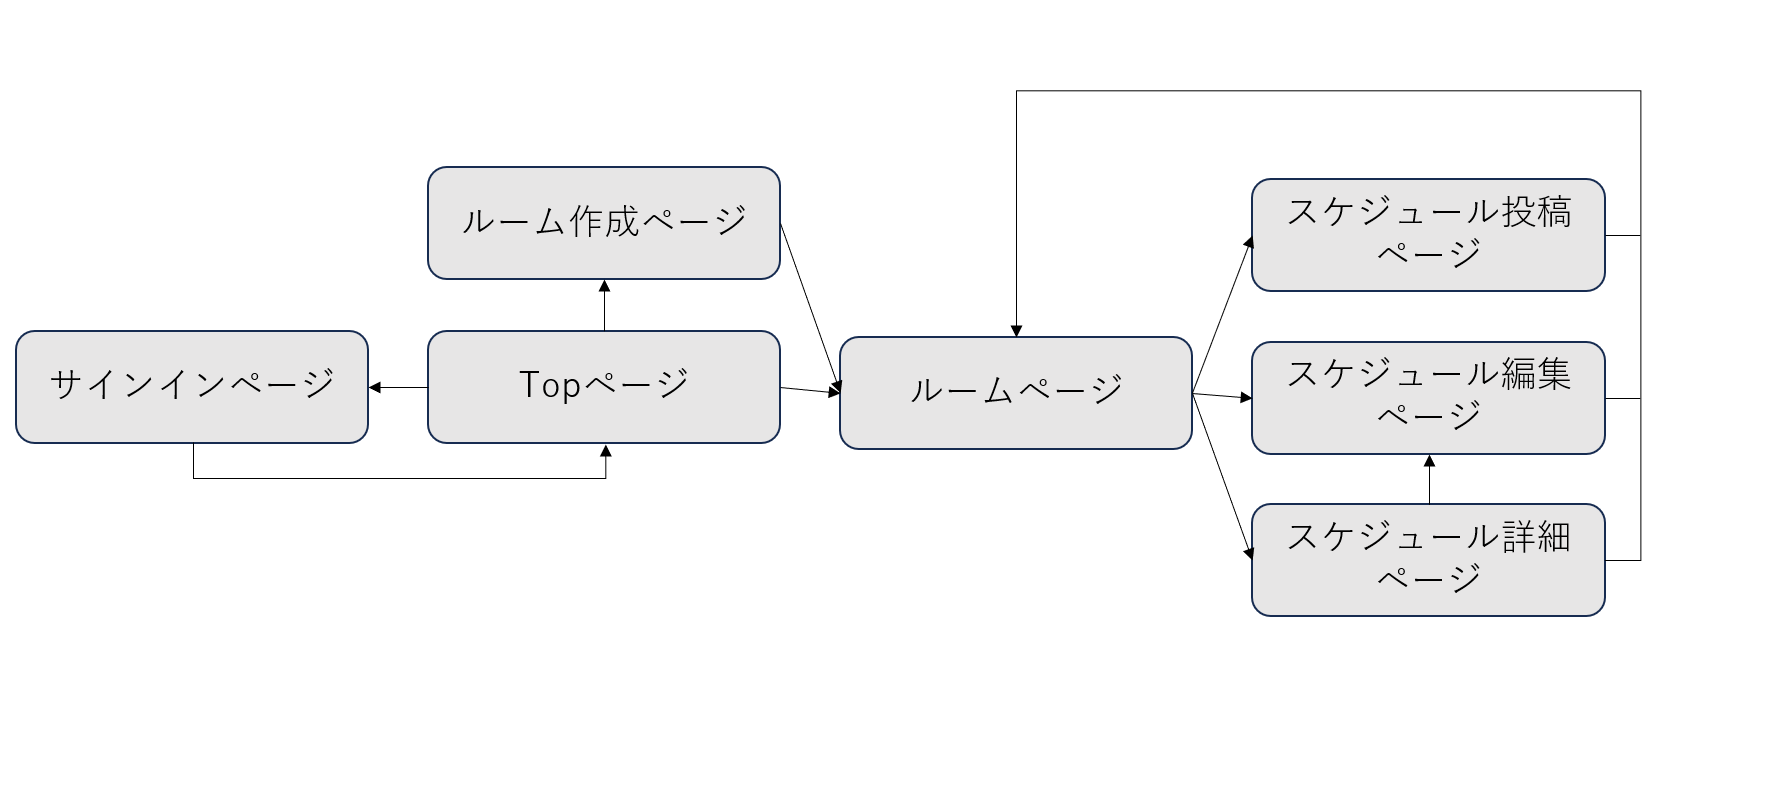 ルーム作成ページ
サインインページ
Topページ
ルームページ
スケジュール投稿
ページ
スケジュール編集
ページ
スケジュール詳細
ページ